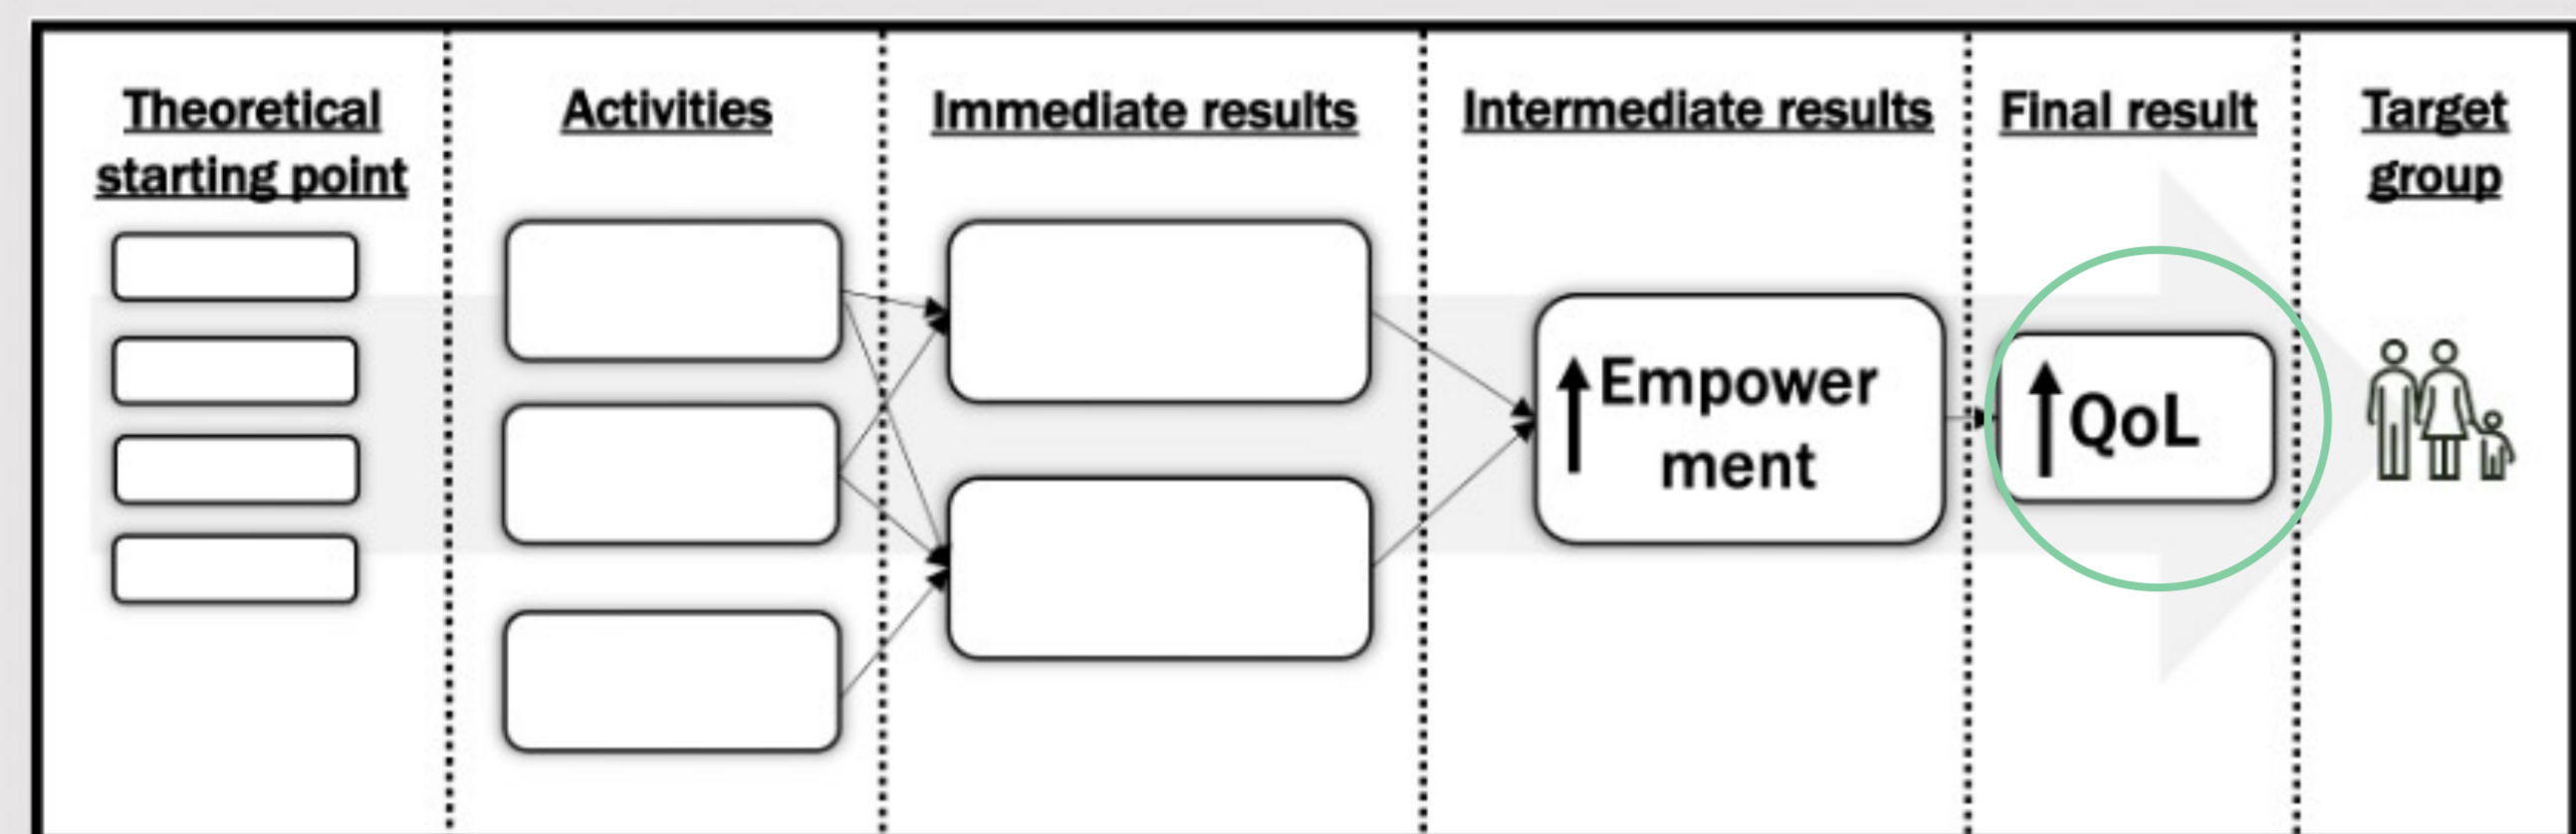 Theoretical
starting point
Activities
Immediate results
Intermediate results
Final result
Target
group
Empower
ment
QoL